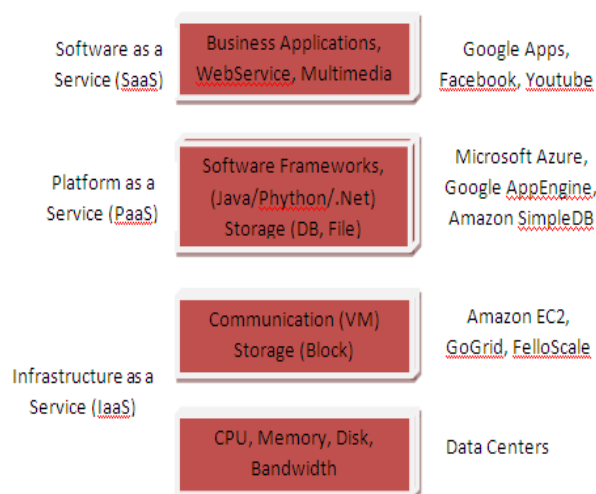 Software as a
Service (SaaS)
Business Applications,
WebService, Multimedia
Google Apps,
Facebook, Youtube
Platform as a
Service (PaaS)
Software Frameworks,
(Java/Phython/.Net)
Storage (DB, File)
Microsoft Azure,
Google AppEngine,
Amazon SimpleDB
Infrastructure as a
Service (IaaS)
Communication (VM)
Storage (Block)
Amazon EC2,
GoGrid, FelloScale
CPU, Memory, Disk,
Bandwidth
Data Centers